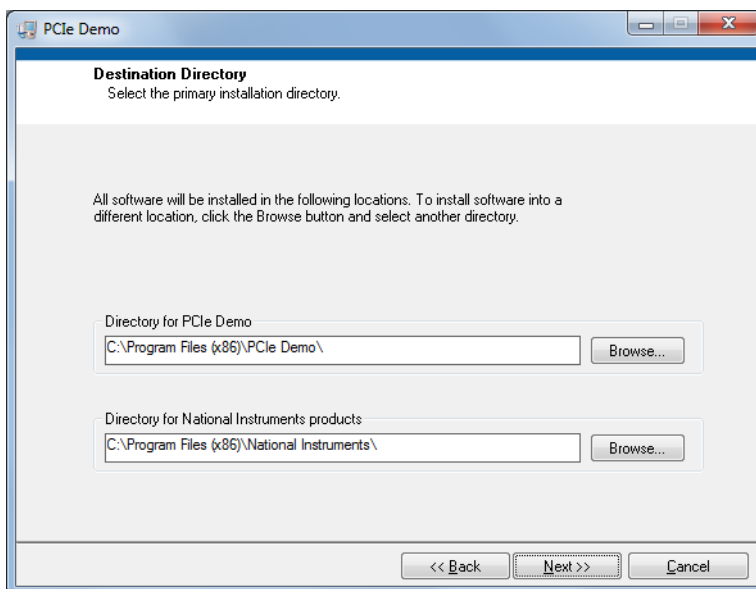 PCIe Demo
Destination Directory
Select the primary installation directory.
All software will be installed in the following locations. To install software into a
different location, click the Browse button and select another directory.
Directory for PCIe Demo
C:\Program Files (x86)\PCIe Demo\
Browse...
Directory for National Instruments products
C:\Program Files (x86)\National Instruments\
Browse...
<< Back
Next >>
Cancel